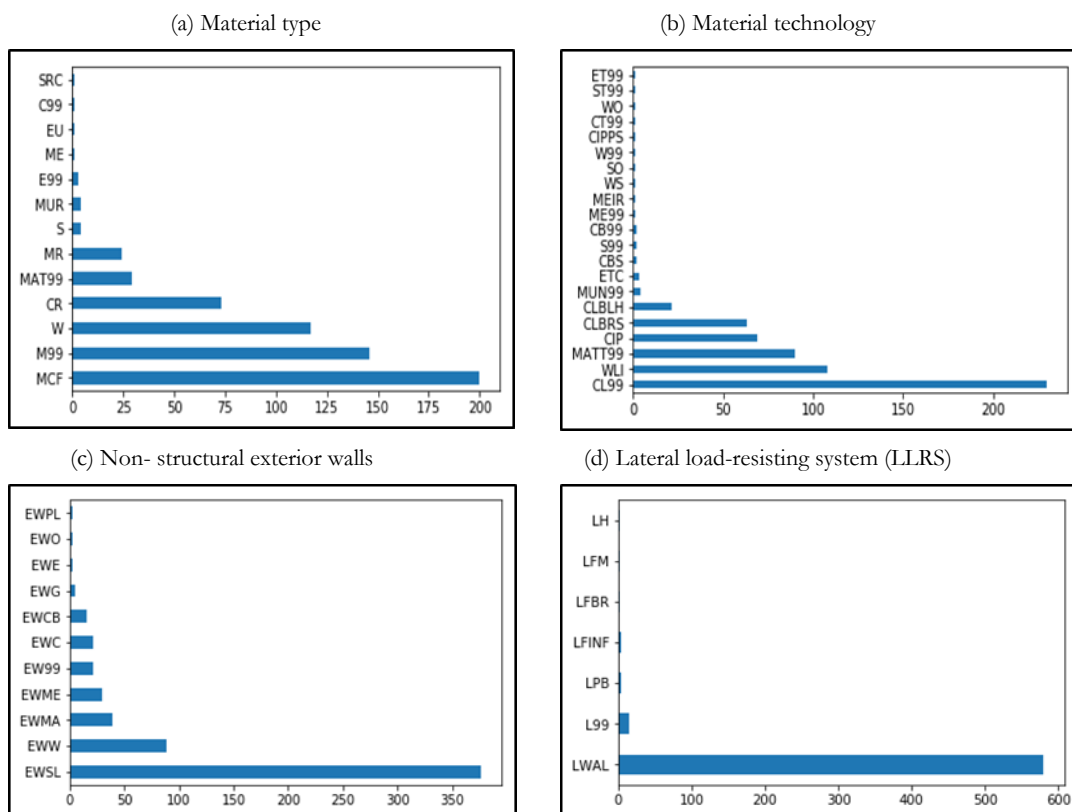 (a) Material type
(b) Material technology
SRC
C99
EU
ME
E99
MUR
S
MR
MAT99
CR
W
M99
MCF
0 25 50 75 100 125 150 175 200
ET99
ST99
WO
CT99
CIPPS
W99
SO
WS
MEIR
ME99
CB99
S99
CBS
ETC
MUN99
CLBLH
CLBRS
CIP
MATT99
WLI
CL99
0 50 100 150 200
(c) Non- structural exterior walls
(d) Lateral load-resisting system (LLRS)
EWPL
EWO
EWE
EWG
EWCB
EWC
EW99
EWME
EWMA
EWW
EWSL
0 50 100 150 200 250 300 350
LH
LFM
LFBR
LFINF
LPB
L99
LWAL
0 100 200 300 400 500 600